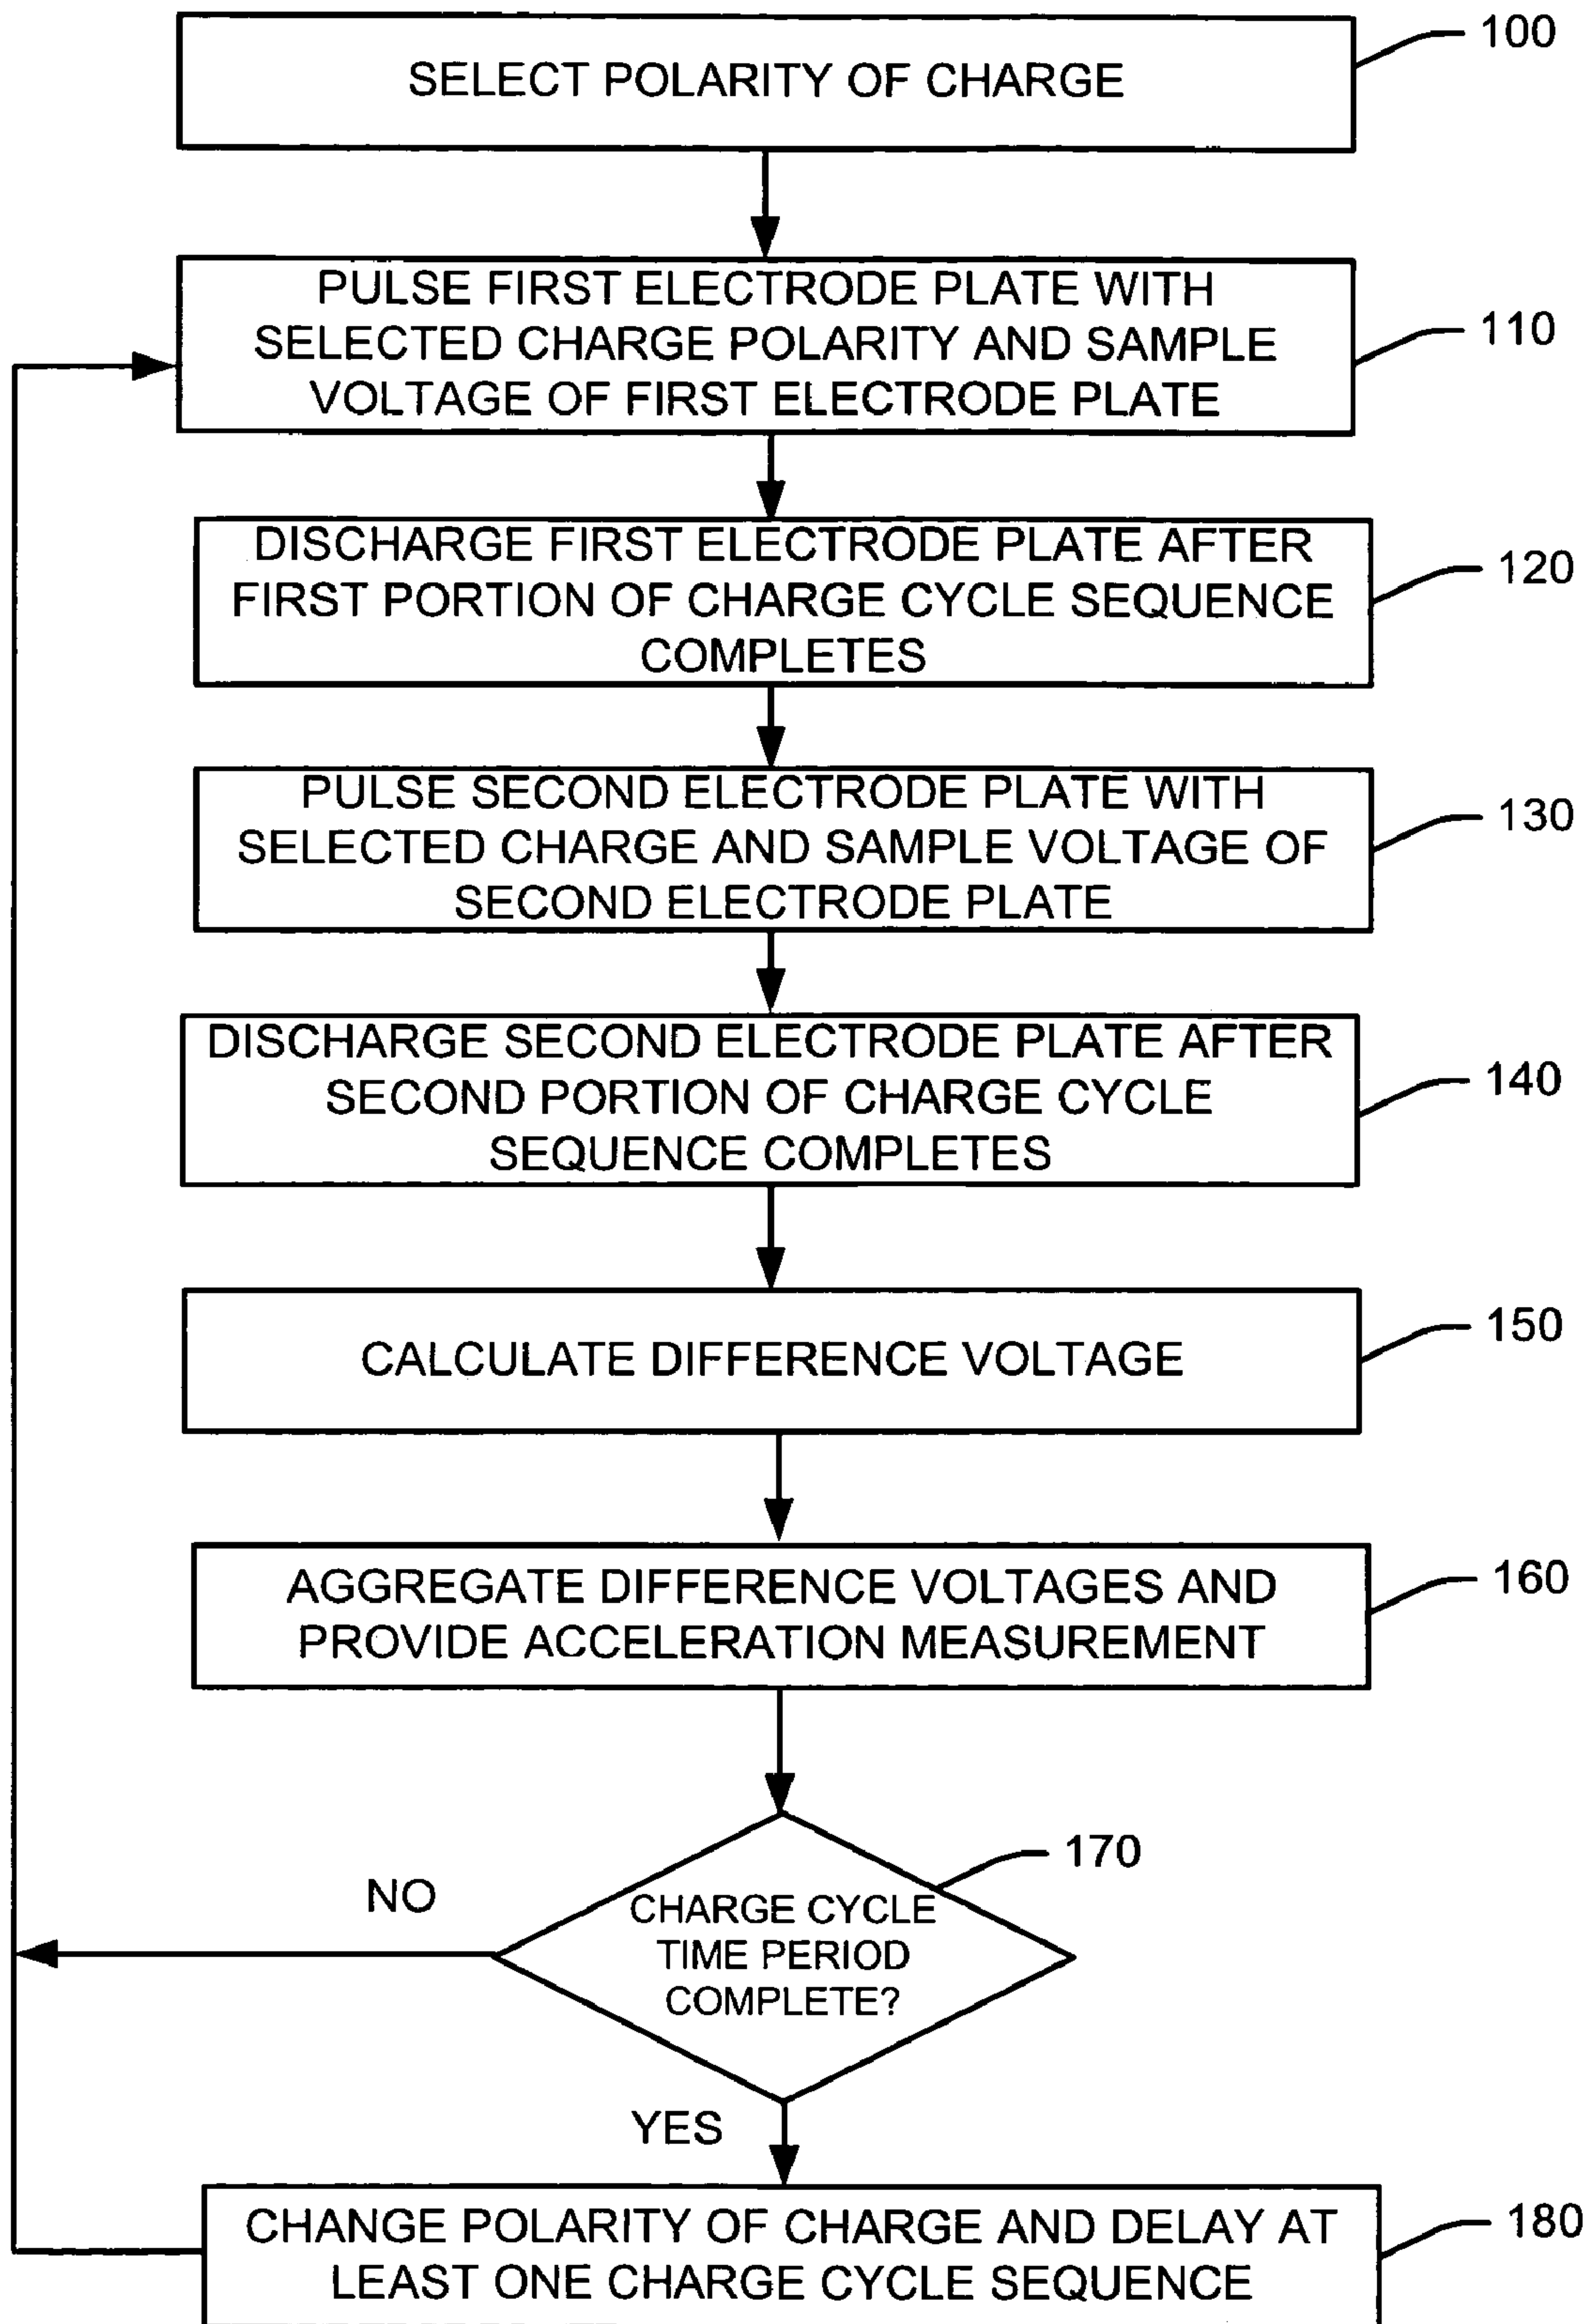 SELECT POLARITY OF CHARGE
100
PULSE FIRST ELECTRODE PLATE WITH
SELECTED CHARGE POLARITY AND SAMPLE
VOLTAGE OF FIRST ELECTRODE PLATE
110
DISCHARGE FIRST ELECTRODE PLATE AFTER
FIRST PORTION OF CHARGE CYCLE SEQUENCE
COMPLETES
120
PULSE SECOND ELECTRODE PLATE WITH
SELECTED CHARGE AND SAMPLE VOLTAGE OF
SECOND ELECTRODE PLATE
130
DISCHARGE SECOND ELECTRODE PLATE AFTER
SECOND PORTION OF CHARGE CYCLE
SEQUENCE COMPLETES
140
CALCULATE DIFFERENCE VOLTAGE
150
AGGREGATE DIFFERENCE VOLTAGES AND
PROVIDE ACCELERATION MEASUREMENT
160
CHARGE CYCLE
TIME PERIOD
COMPLETE?
170
NO
YES
CHANGE POLARITY OF CHARGE AND DELAY AT
LEAST ONE CHARGE CYCLE SEQUENCE
180